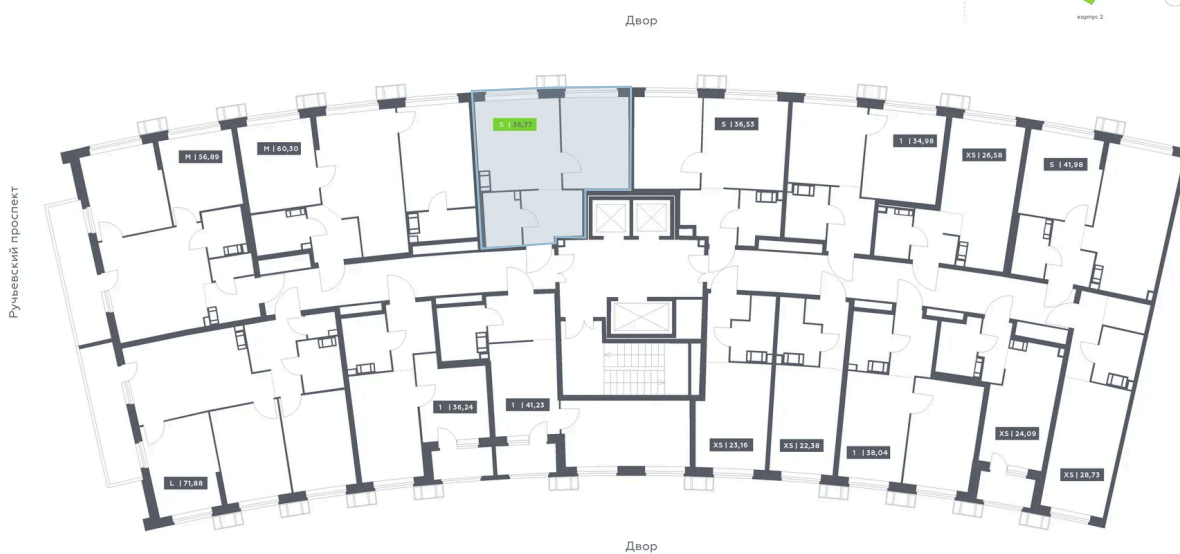 Двор
корпус 2
S | 36,77
S | 36,53
1 | 34,98
XS | 26,58
M | 60,30
M | 56,89
S | 41,98
Ручьевский проспект
1 | 36,24
1 | 41,23
XS | 23,16
XS | 22,38
1 | 38,04
XS | 24,09
XS | 28,73
L | 71,88
Двор